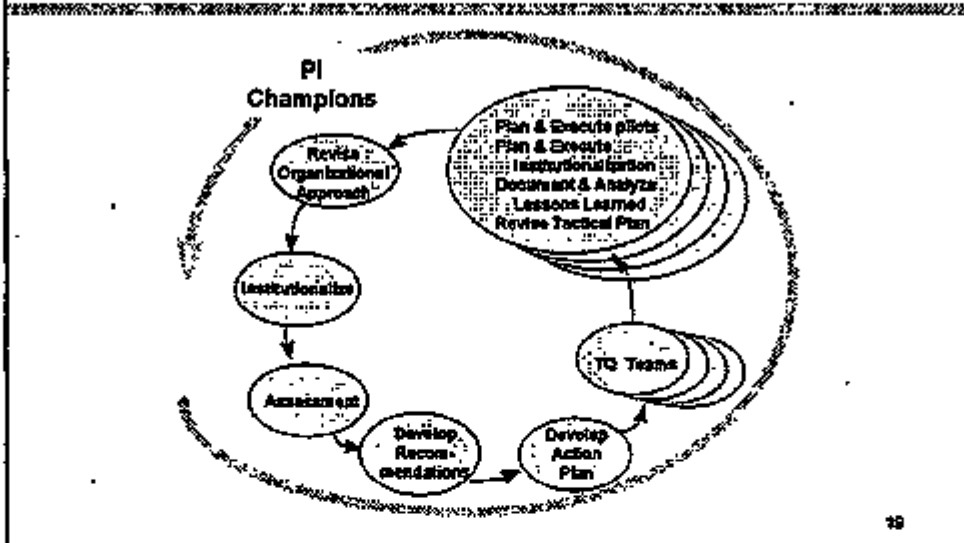 PI
Champions
Plan & Execute pilots
Plan & Execute
Institutionalization
Document & Analyze
Lessons Learned
Revise Tactical Plan
Revise
Organizational
Approach
Institutionalize
Assessment
Develop
Recom-
mendations
Develop
Action
Plan
TQ Teams
19